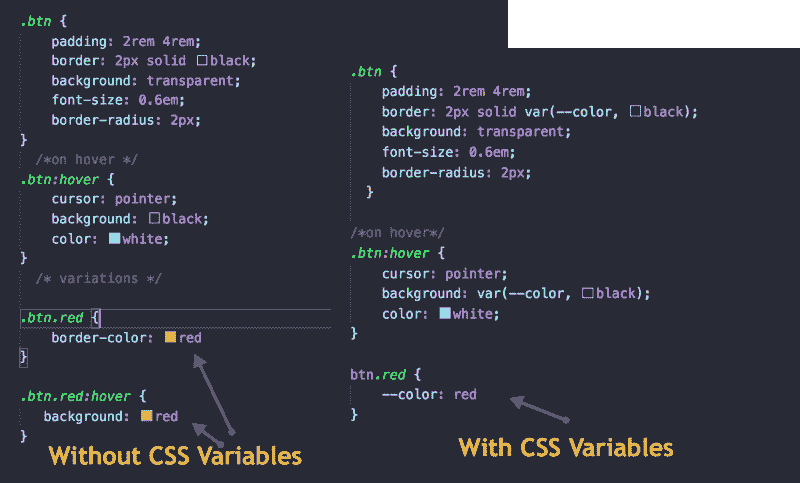 .btn {
padding: 2rem 4rem;
border: 2px solid black;
background: transparent;
font-size: 0.6em;
border-radius: 2px;
}
/*on hover */
.btn:hover {
cursor: pointer;
background: black;
color: white;
}
/* variations */
.btn.red {
border-color: red
}
.btn.red:hover {
background: red
}
Without CSS Variables
.btn {
padding: 2rem 4rem;
border: 2px solid var(--color, black);
background: transparent;
font-size: 0.6em;
border-radius: 2px;
}
/*on hover*/
.btn:hover {
cursor: pointer;
background: var(--color, black);
color: white;
}
btn.red {
--color: red
}
With CSS Variables